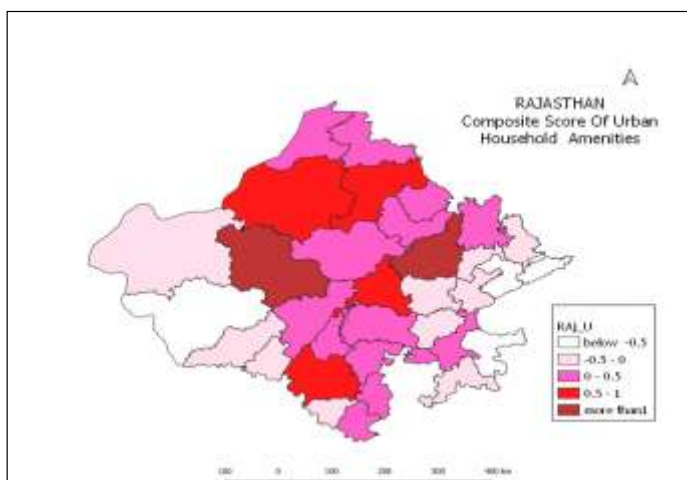 RAJASTHAN
Composite Score Of Urban
Household Amenities
RAJ_U
below -0.5
-0.5 - 0
0 - 0.5
0.5 - 1
more than1
100 0 100 200 300 400 km